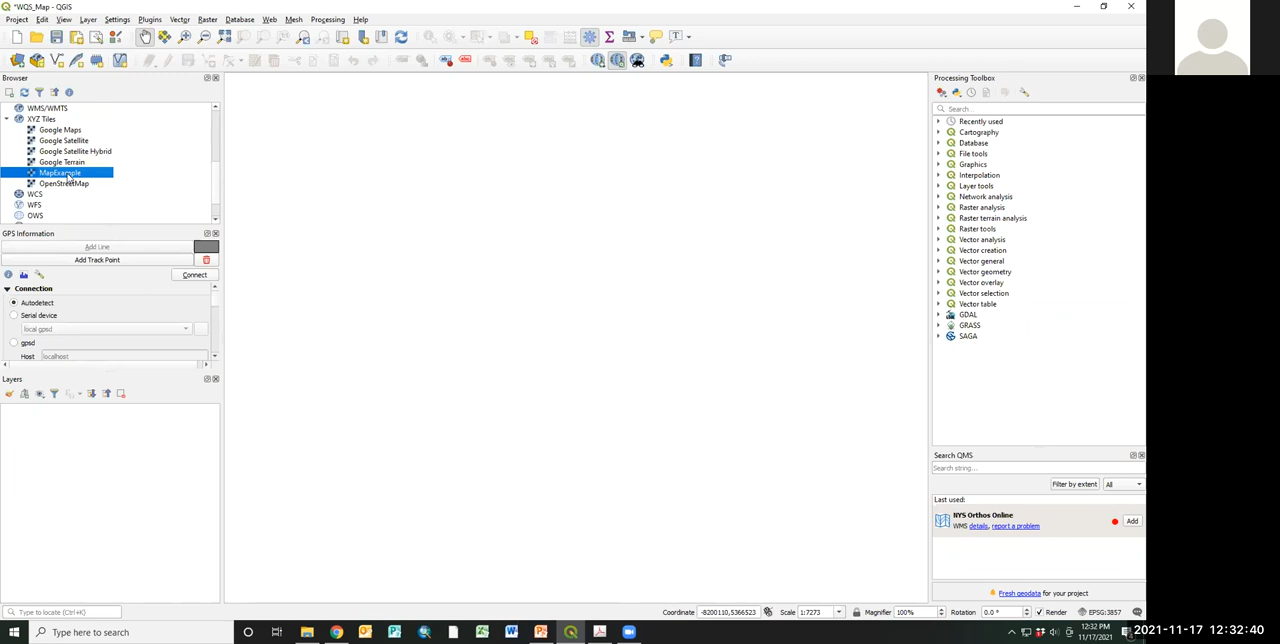 *WQS_Map - QGIS
Project Edit View Layer Settings Plugins Vector Raster Database Web Mesh Processing Help
Browser
WMS/WMTS
XYZ Tiles
Google Maps
Google Satellite
Google Satellite Hybrid
Google Terrain
MapExample
OpenStreetMap
WCS
WFS
OWS
GPS Information
Add Line
Add Track Point
Connect
Connection
Autodetect
Serial device
local gpsd
gpsd
Host localhost
Layers
Processing Toolbox
Search...
Recently used
Cartography
Database
File tools
Graphics
Interpolation
Layer tools
Network analysis
Raster analysis
Raster terrain analysis
Raster tools
Vector analysis
Vector creation
Vector general
Vector geometry
Vector overlay
Vector selection
Vector table
GDAL
GRASS
SAGA
Search QMS
Search string...
Filter by extent All
Last used:
NYS Orthos Online
WMS details, report a problem
Add
Fresh geodata for your project
Type to locate (Ctrl+K)
Coordinate -8200110,5366523 Scale 1:7273 Magnifier 100% Rotation 0.0 ° Render EPSG:3857
Type here to search
12:32 PM
11/17/2021
2021-11-17 12:32:40